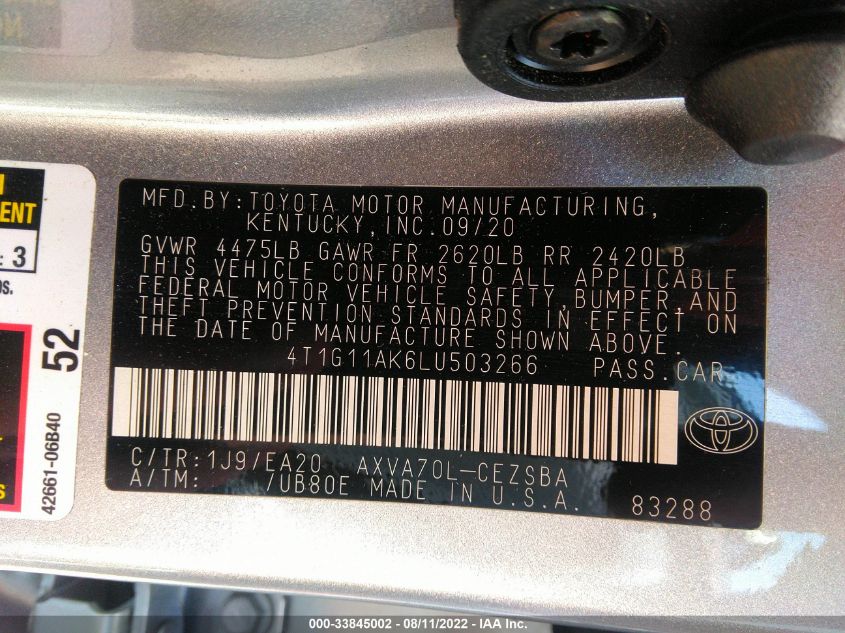 MFD.BY:TOYOTA MOTOR MANUFACTURING,
KENTUCKY,INC.09/20
GVWR 4475LB GAWR FR 2620LB RR 2420LB
THIS VEHICLE CONFORMS TO ALL APPLICABLE
FEDERAL MOTOR VEHICLE SAFETY,BUMPER,AND
THEFT PREVENTION STANDARDS IN EFFECT ON
THE DATE OF MANUFACTURE SHOWN ABOVE.
4T1G11AK6LU503266 PASS.CAR
C/TR:1J9/EA20 AXVA70L-CEZSBA
A/TM: /UB80E MADE IN U.S.A. 83288
: 3
52
42661-06B40
000-33845002 - 08/11/2022 - IAA Inc.